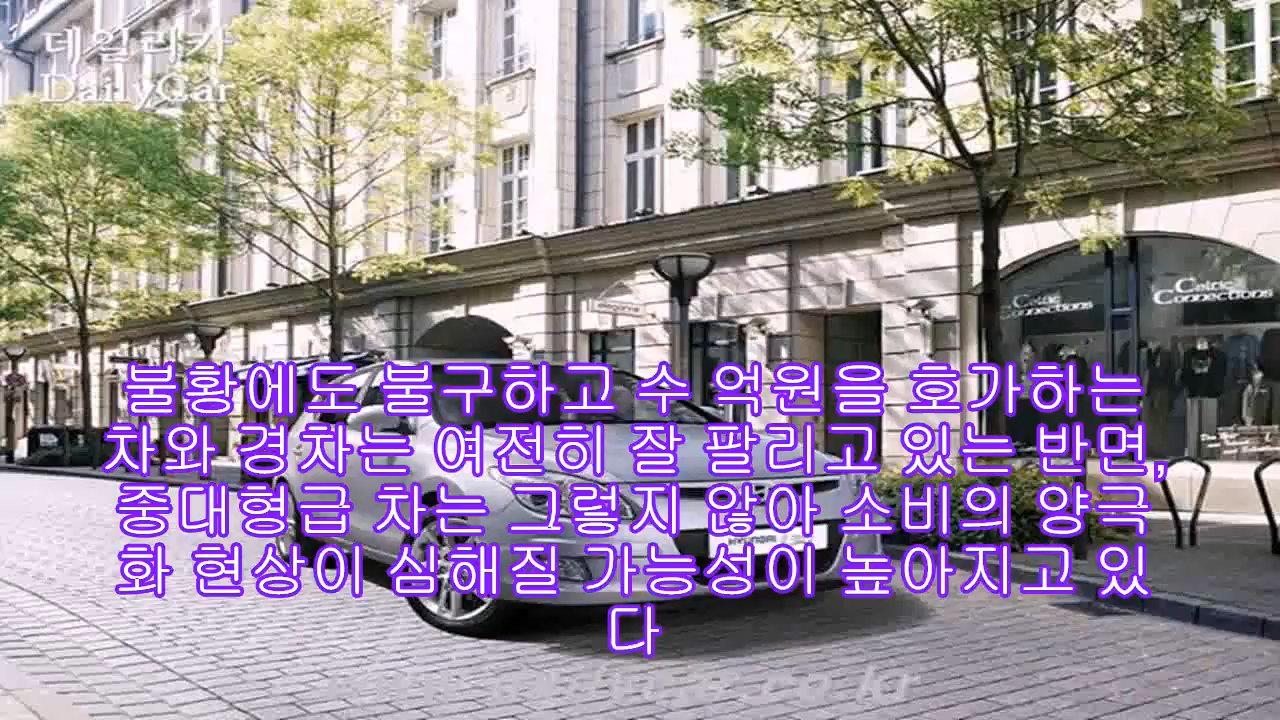 데일리카
DailyCar
Celtic
Connections
Celtic
Connections
불황에도 불구하고 수 억원을 호가하는
차와 경차는 여전히 잘 팔리고 있는 반면,
중대형급 차는 그렇지 않아 소비의 양극
화 현상이 심해질 가능성이 높아지고 있
다
HYUNDAI i30